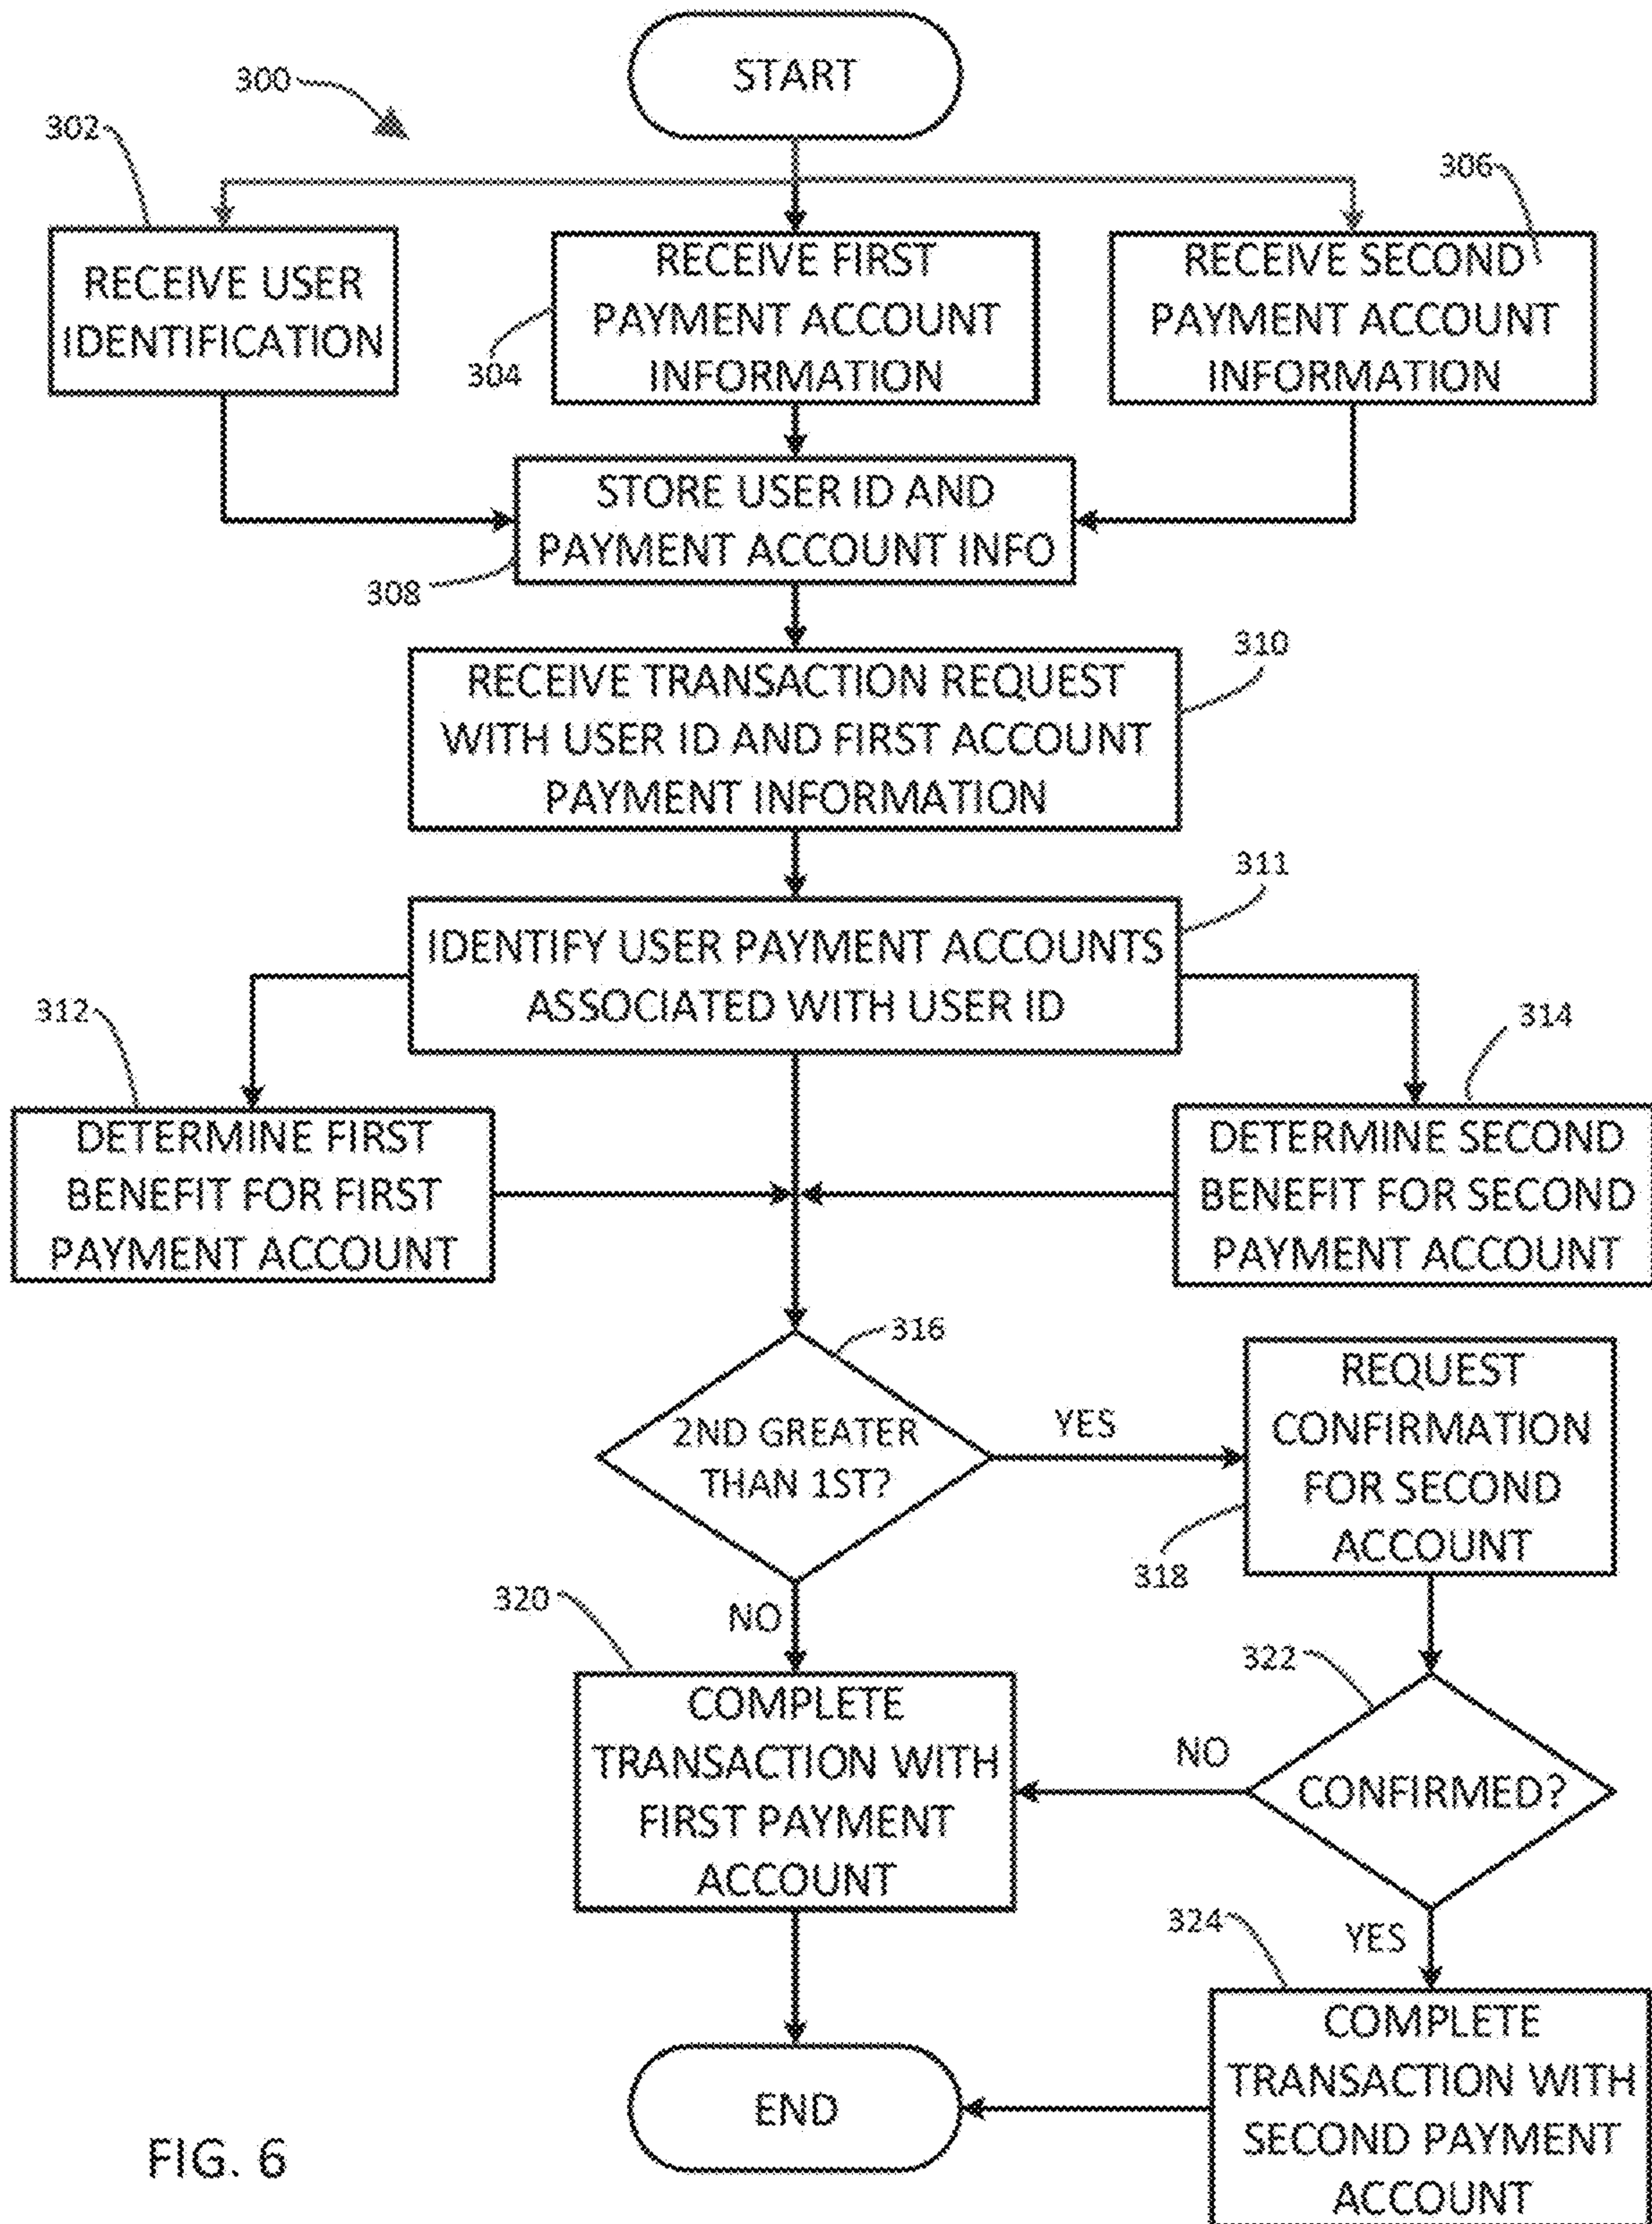 START
300
302
306
RECEIVE USER
IDENTIFICATION
RECEIVE FIRST
PAYMENT ACCOUNT
INFORMATION
304
RECEIVE SECOND
PAYMENT ACCOUNT
INFORMATION
STORE USER ID AND
PAYMENT ACCOUNT INFO
308
310
RECEIVE TRANSACTION REQUEST
WITH USER ID AND FIRST ACCOUNT
PAYMENT INFORMATION
311
IDENTIFY USER PAYMENT ACCOUNTS
ASSOCIATED WITH USER ID
312
314
DETERMINE FIRST
BENEFIT FOR FIRST
PAYMENT ACCOUNT
DETERMINE SECOND
BENEFIT FOR SECOND
PAYMENT ACCOUNT
316
2ND GREATER
THAN 1ST?
YES
REQUEST
CONFIRMATION
FOR SECOND
ACCOUNT
318
320
NO
322
COMPLETE
TRANSACTION WITH
FIRST PAYMENT
ACCOUNT
NO
CONFIRMED?
324
YES
COMPLETE
TRANSACTION WITH
SECOND PAYMENT
ACCOUNT
END
FIG. 6